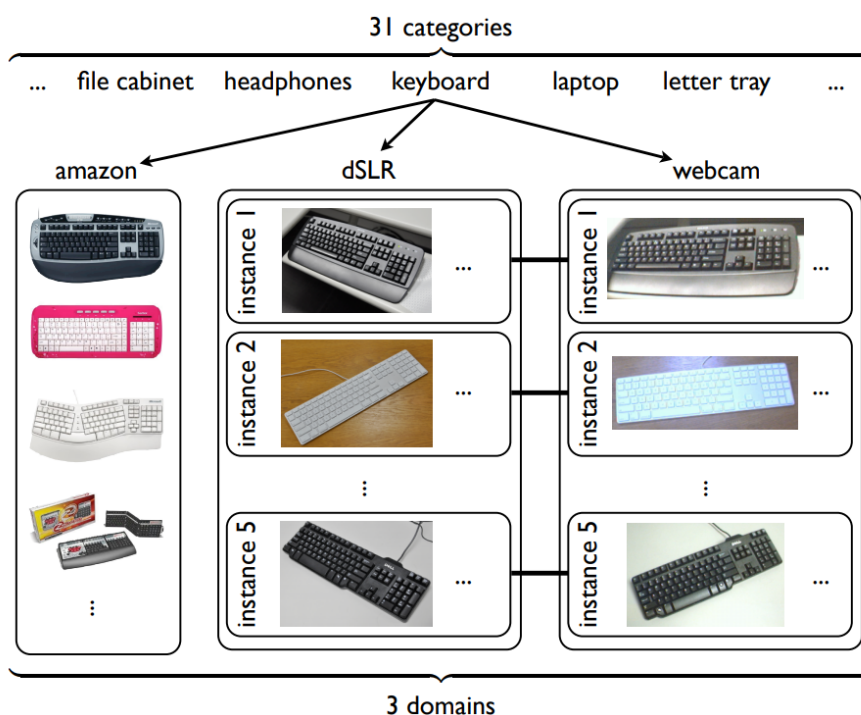 31 categories
... file cabinet headphones keyboard laptop letter tray ...
amazon dSLR webcam
instance 1 ... instance 1 ...
instance 2 ... instance 2 ...
... ... ...
instance 5 ... instance 5 ...
3 domains